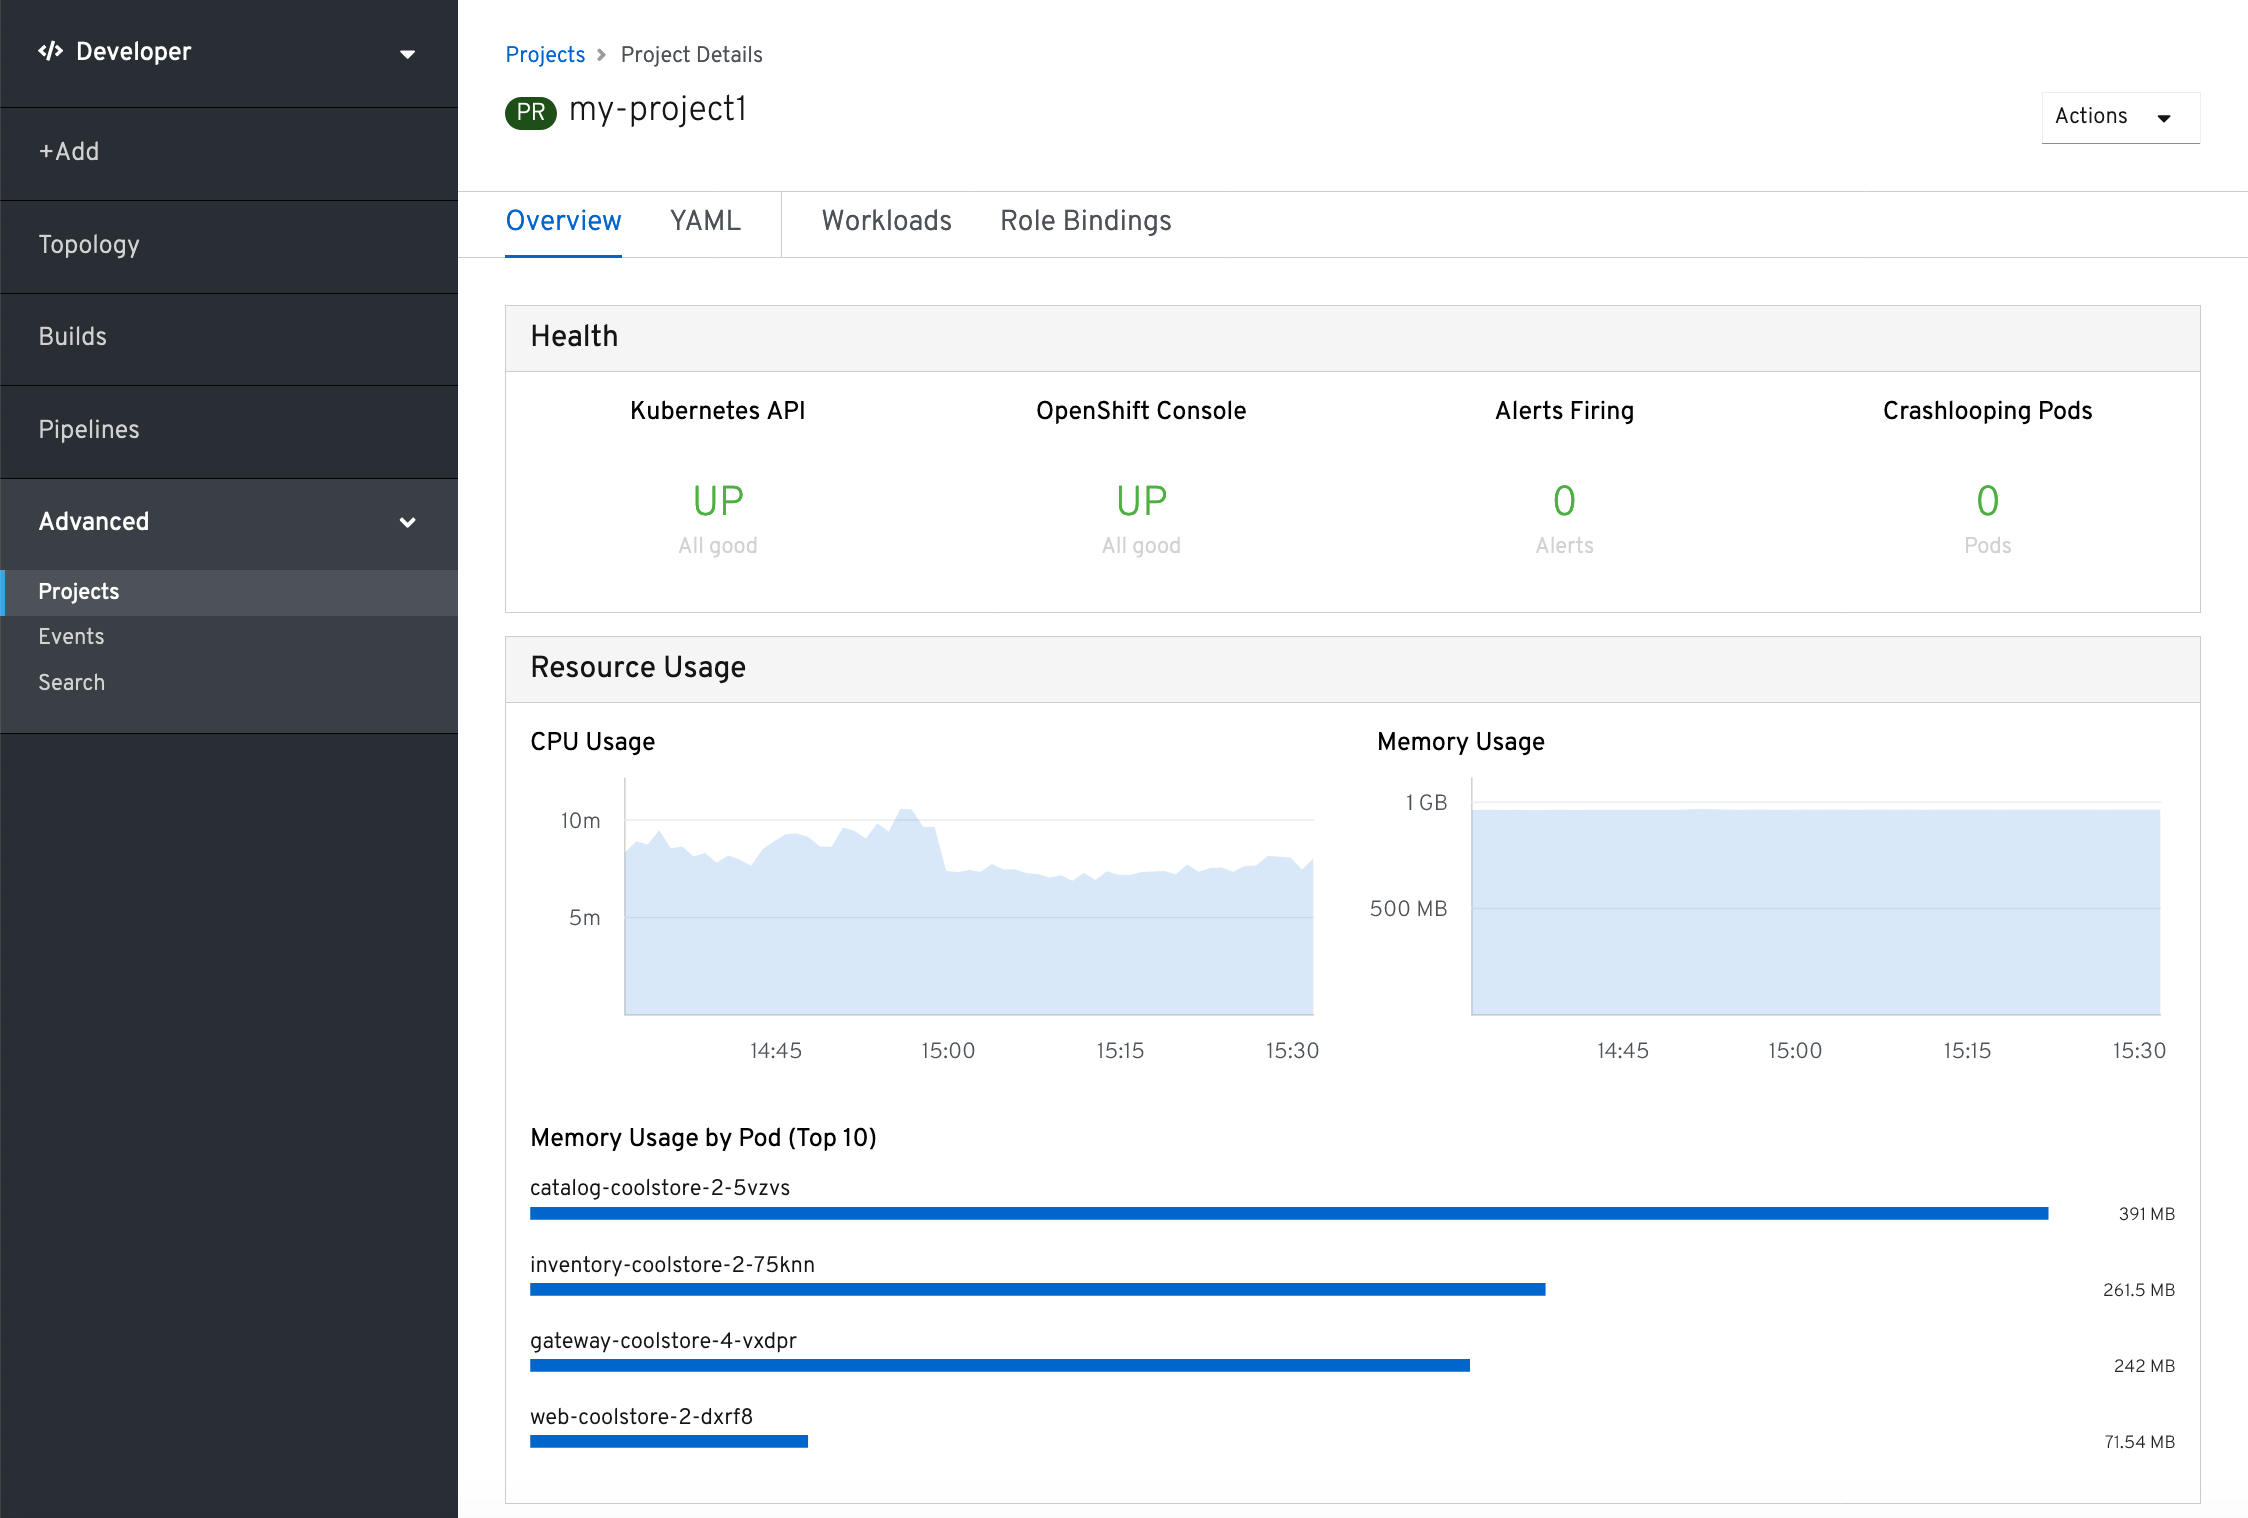 </> Developer
+Add
Topology
Builds
Pipelines
Advanced
Projects
Events
Search
Projects > Project Details
PR my-project1
Actions
Overview YAML Workloads Role Bindings
Health
Kubernetes API OpenShift Console Alerts Firing Crashlooping Pods
UP UP 0 0
All good All good Alerts Pods
Resource Usage
CPU Usage
10m
5m
14:45 15:00 15:15 15:30
Memory Usage
1 GB
500 MB
14:45 15:00 15:15 15:30
Memory Usage by Pod (Top 10)
catalog-coolstore-2-5vzvs
391 MB
inventory-coolstore-2-75knn
261.5 MB
gateway-coolstore-4-vxdpr
242 MB
web-coolstore-2-dxrf8
71.54 MB